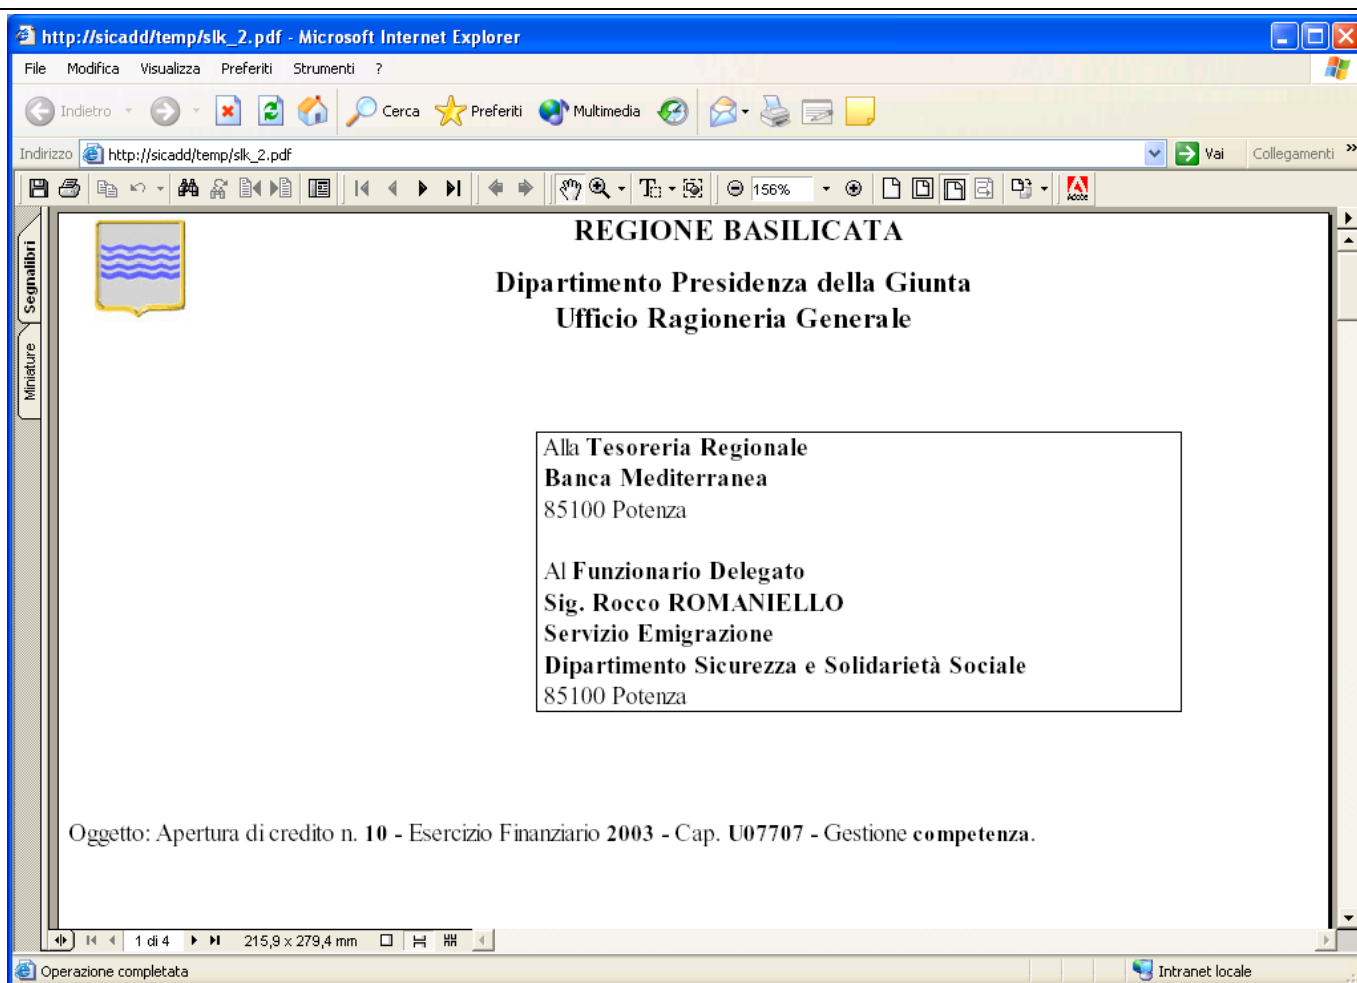 http://sicadd/temp/slk_2.pdf - Microsoft Internet Explorer
File Modifica Visualizza Preferiti Strumenti ?
Indietro Cerca Preferiti Multimedia
Indirizzo http://sicadd/temp/slk_2.pdf Vai Collegamenti »
156% Adobe
Segnalibri
Miniature
REGIONE BASILICATA
Dipartimento Presidenza della Giunta
Ufficio Ragioneria Generale
Alla Tesoreria Regionale
Banca Mediterranea
85100 Potenza
Al Funzionario Delegato
Sig. Rocco ROMANIELLO
Servizio Emigrazione
Dipartimento Sicurezza e Solidarietà Sociale
85100 Potenza
Oggetto: Apertura di credito n. 10 - Esercizio Finanziario 2003 - Cap. U07707 - Gestione competenza.
1 di 4 215,9 x 279,4 mm
Operazione completata Intranet locale